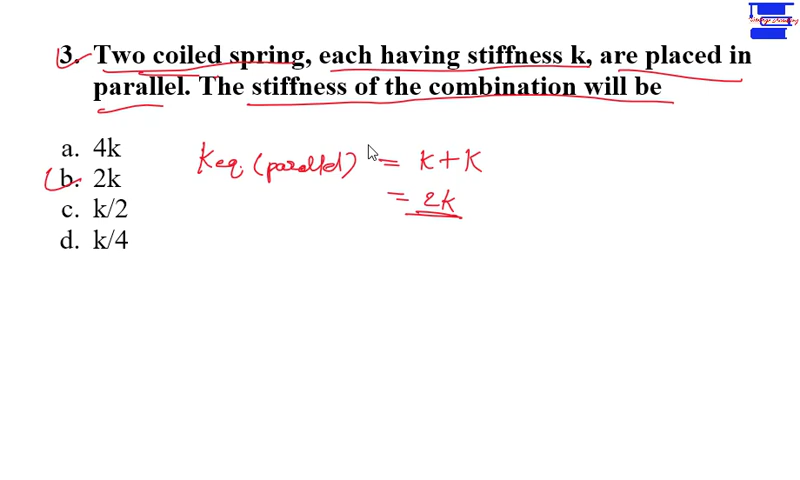 3. Two coiled spring, each having stiffness k, are placed in
parallel. The stiffness of the combination will be
a. 4k
b. 2k
c. k/2
d. k/4
Keq. (parallel) = K + K
= 2K